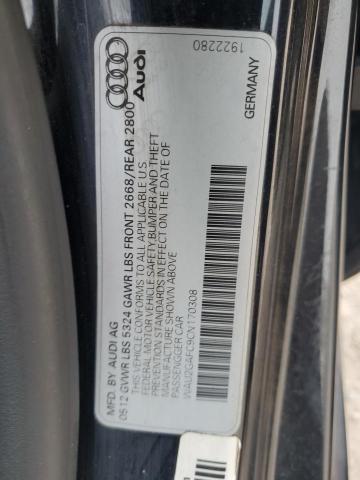 Audi
1922280
GERMANY
MFD. BY AUDI AG
05.12 GVWR LBS 5324 GAWR LBS FRONT 2668/REAR 2800
THIS VEHICLE CONFORMS TO ALL APPLICABLE U.S.
FEDERAL MOTOR VEHICLE SAFETY BUMPER AND THEFT
PREVENTION STANDARDS IN EFFECT ON THE DATE OF
MANUFACTURE SHOWN ABOVE
PASSENGER CAR
WAU2GAFC9CN170308